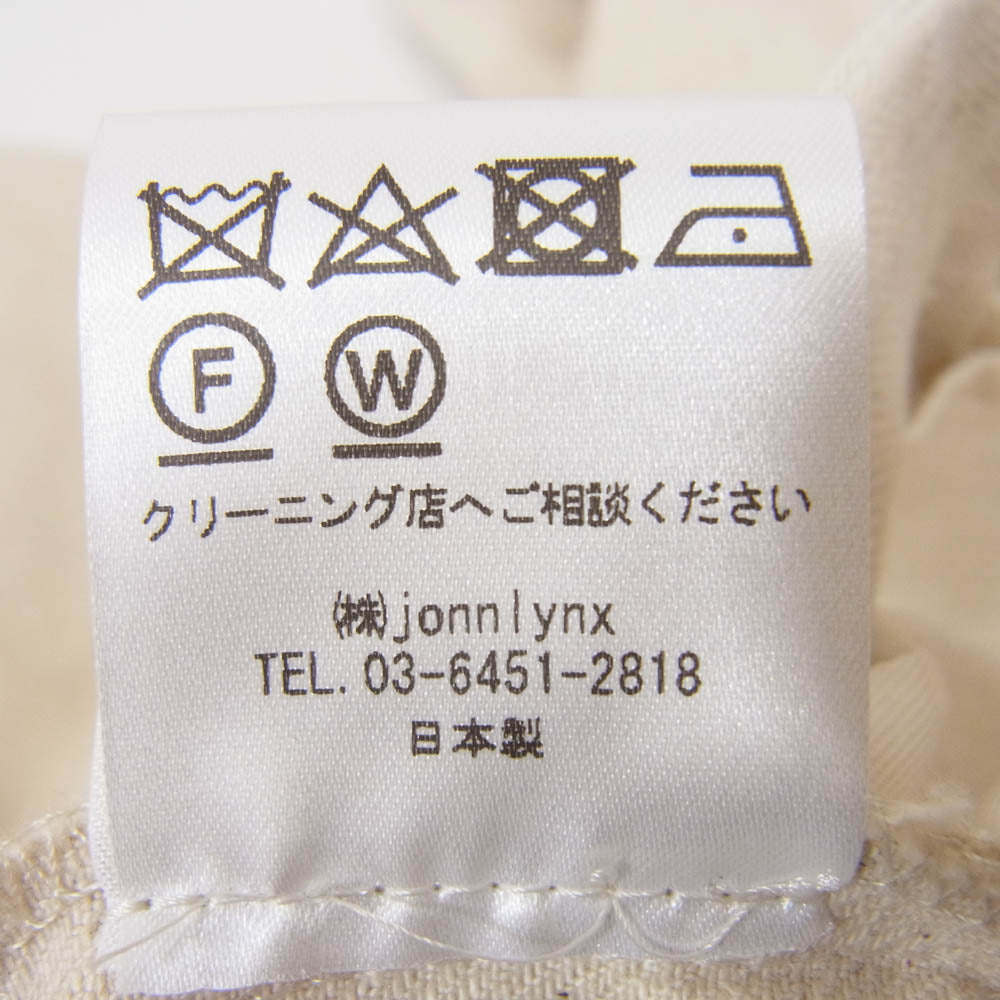 F W
クリーニング店へご相談ください
(株)jonnlynx
TEL. 03-6451-2818
日本製